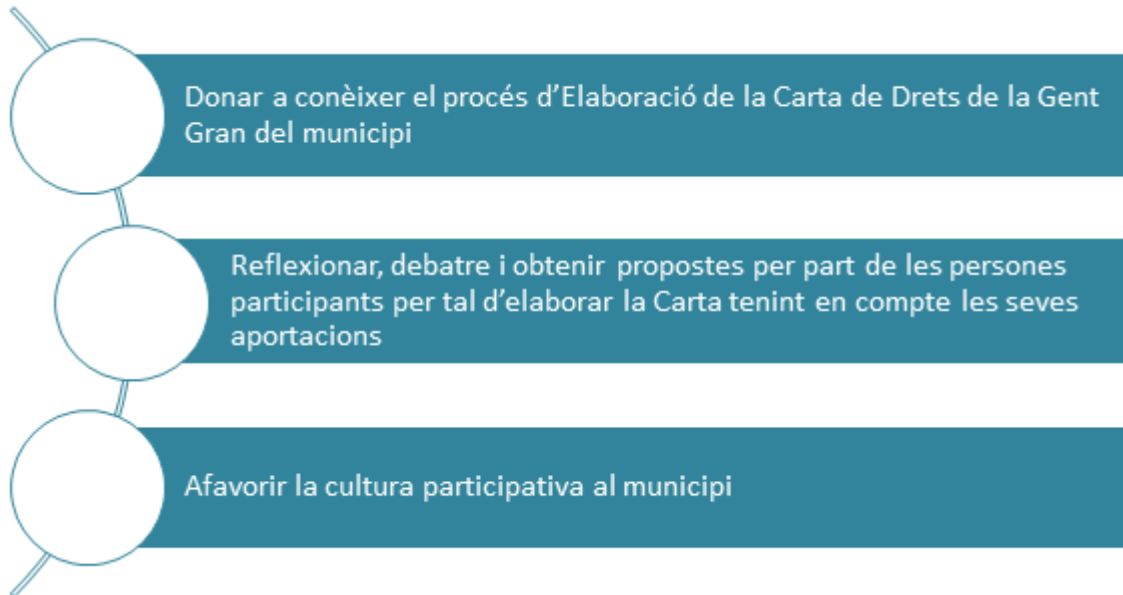 Donar a conèixer el procés d’Elaboració de la Carta de Drets de la Gent
Gran del municipi
Reflexionar, debatre i obtenir propostes per part de les persones
participants per tal d’elaborar la Carta tenint en compte les seves
aportacions
Afavorir la cultura participativa al municipi